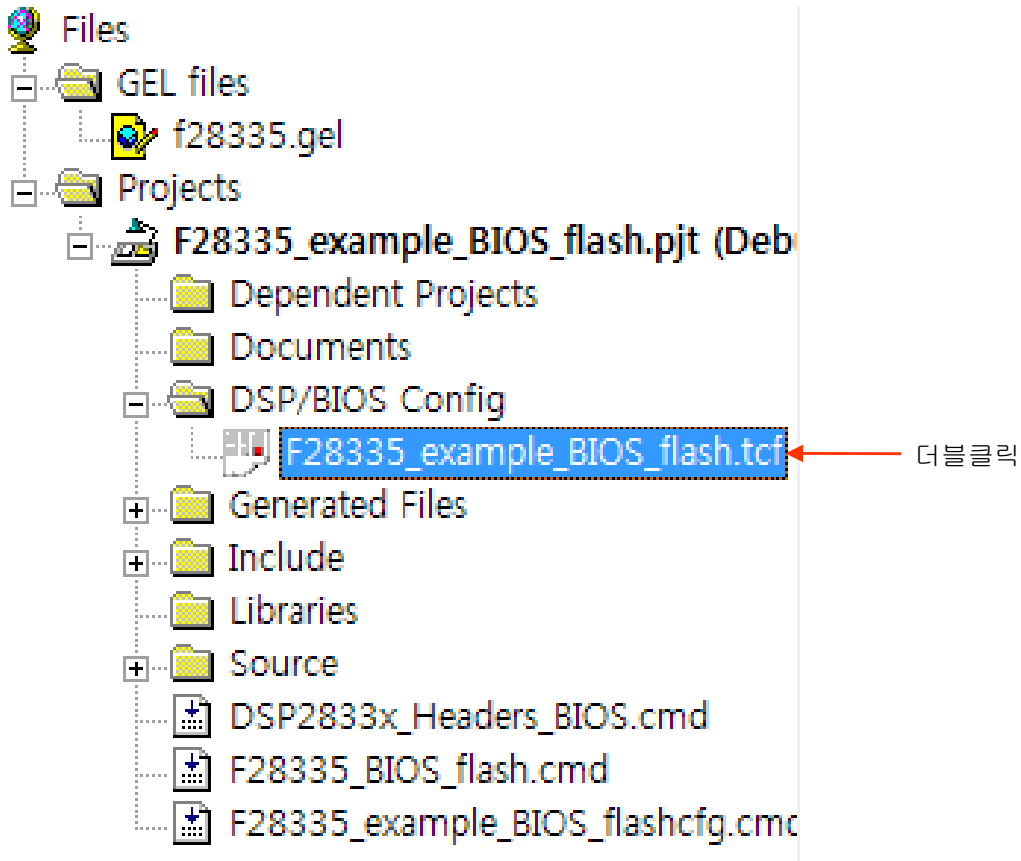 Files
GEL files
f28335.gel
Projects
F28335_example_BIOS_flash.pjt (Deb
Dependent Projects
Documents
DSP/BIOS Config
F28335_example_BIOS_flash.tcf
더블클릭
Generated Files
Include
Libraries
Source
DSP2833x_Headers_BIOS.cmd
F28335_BIOS_flash.cmd
F28335_example_BIOS_flashcfg.cmd